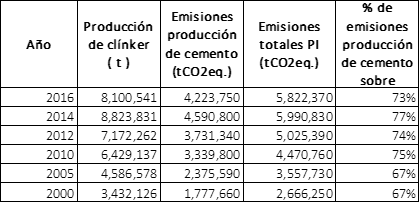 Año | Producción de clínker ( t ) | Emisiones producción de cemento (tCO2eq.) | Emisiones totales PI (tCO2eq.) | % de emisiones producción de cemento sobre
2016 | 8,100,541 | 4,223,750 | 5,822,370 | 73%
2014 | 8,823,831 | 4,590,800 | 5,990,830 | 77%
2012 | 7,172,262 | 3,731,340 | 5,025,390 | 74%
2010 | 6,429,137 | 3,339,800 | 4,470,760 | 75%
2005 | 4,586,578 | 2,375,590 | 3,557,730 | 67%
2000 | 3,432,126 | 1,777,660 | 2,666,250 | 67%